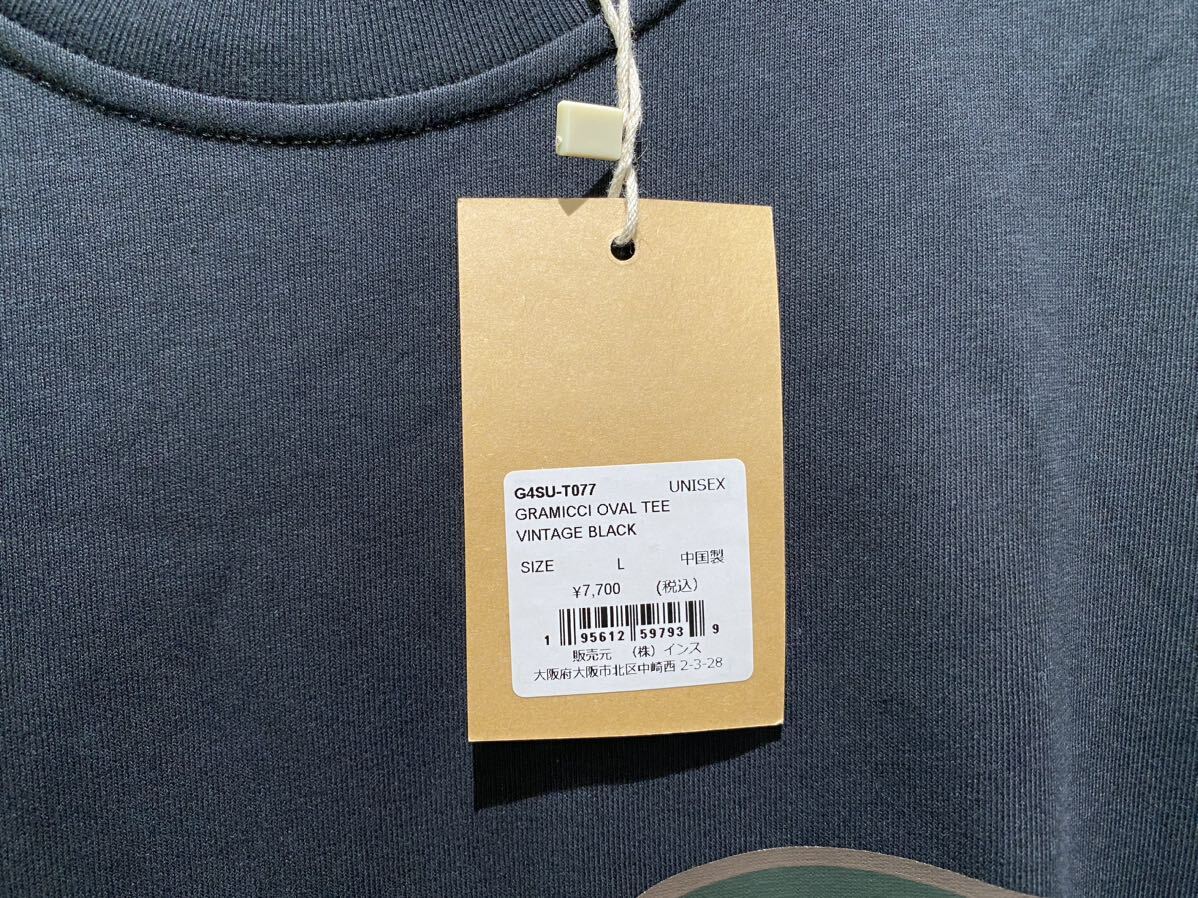 G4SU-T077 UNISEX
GRAMICCI OVAL TEE
VINTAGE BLACK
SIZE L 中国製
¥7,700 (税込)
1 95612 59793 9
販売元 (株) インス
大阪府大阪市北区中崎西 2-3-28